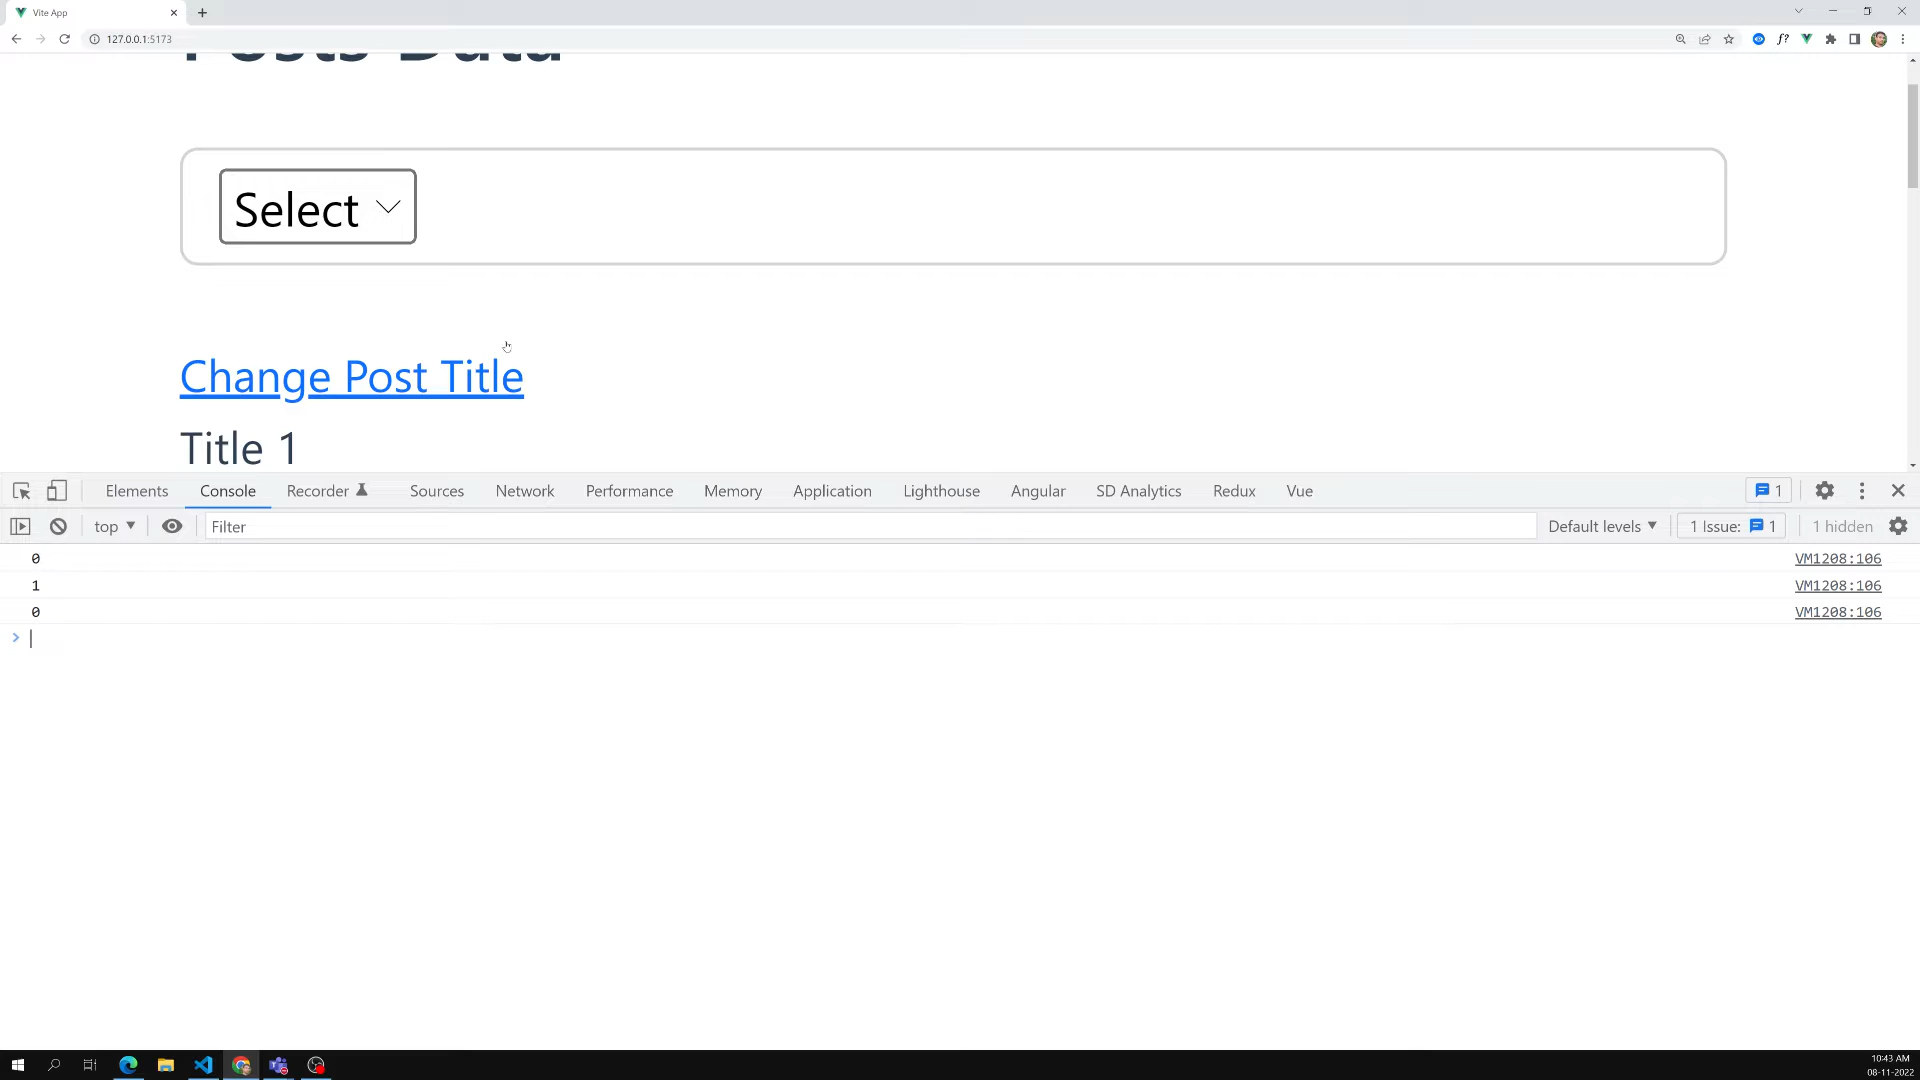 Vite App
127.0.0.1:5173
f?
Posts Data
Select
Change Post Title
Title 1
Elements Console Recorder Sources Network Performance Memory Application Lighthouse Angular SD Analytics Redux Vue 1
top Filter Default levels 1 Issue: 1 1 hidden
0 VM1208:106
1 VM1208:106
0 VM1208:106
>
10:43 AM
08-11-2022